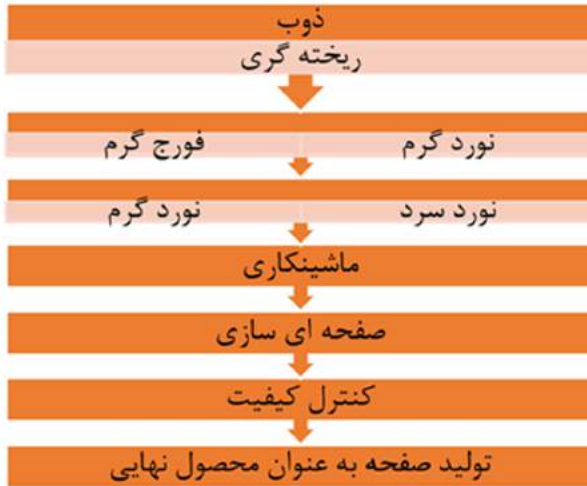 ذوب
ریخته گری
نورد گرم فورج گرم
نورد سرد نورد گرم
ماشینکاری
صفحه ای سازی
کنترل کیفیت
تولید صفحه به عنوان محصول نهایی